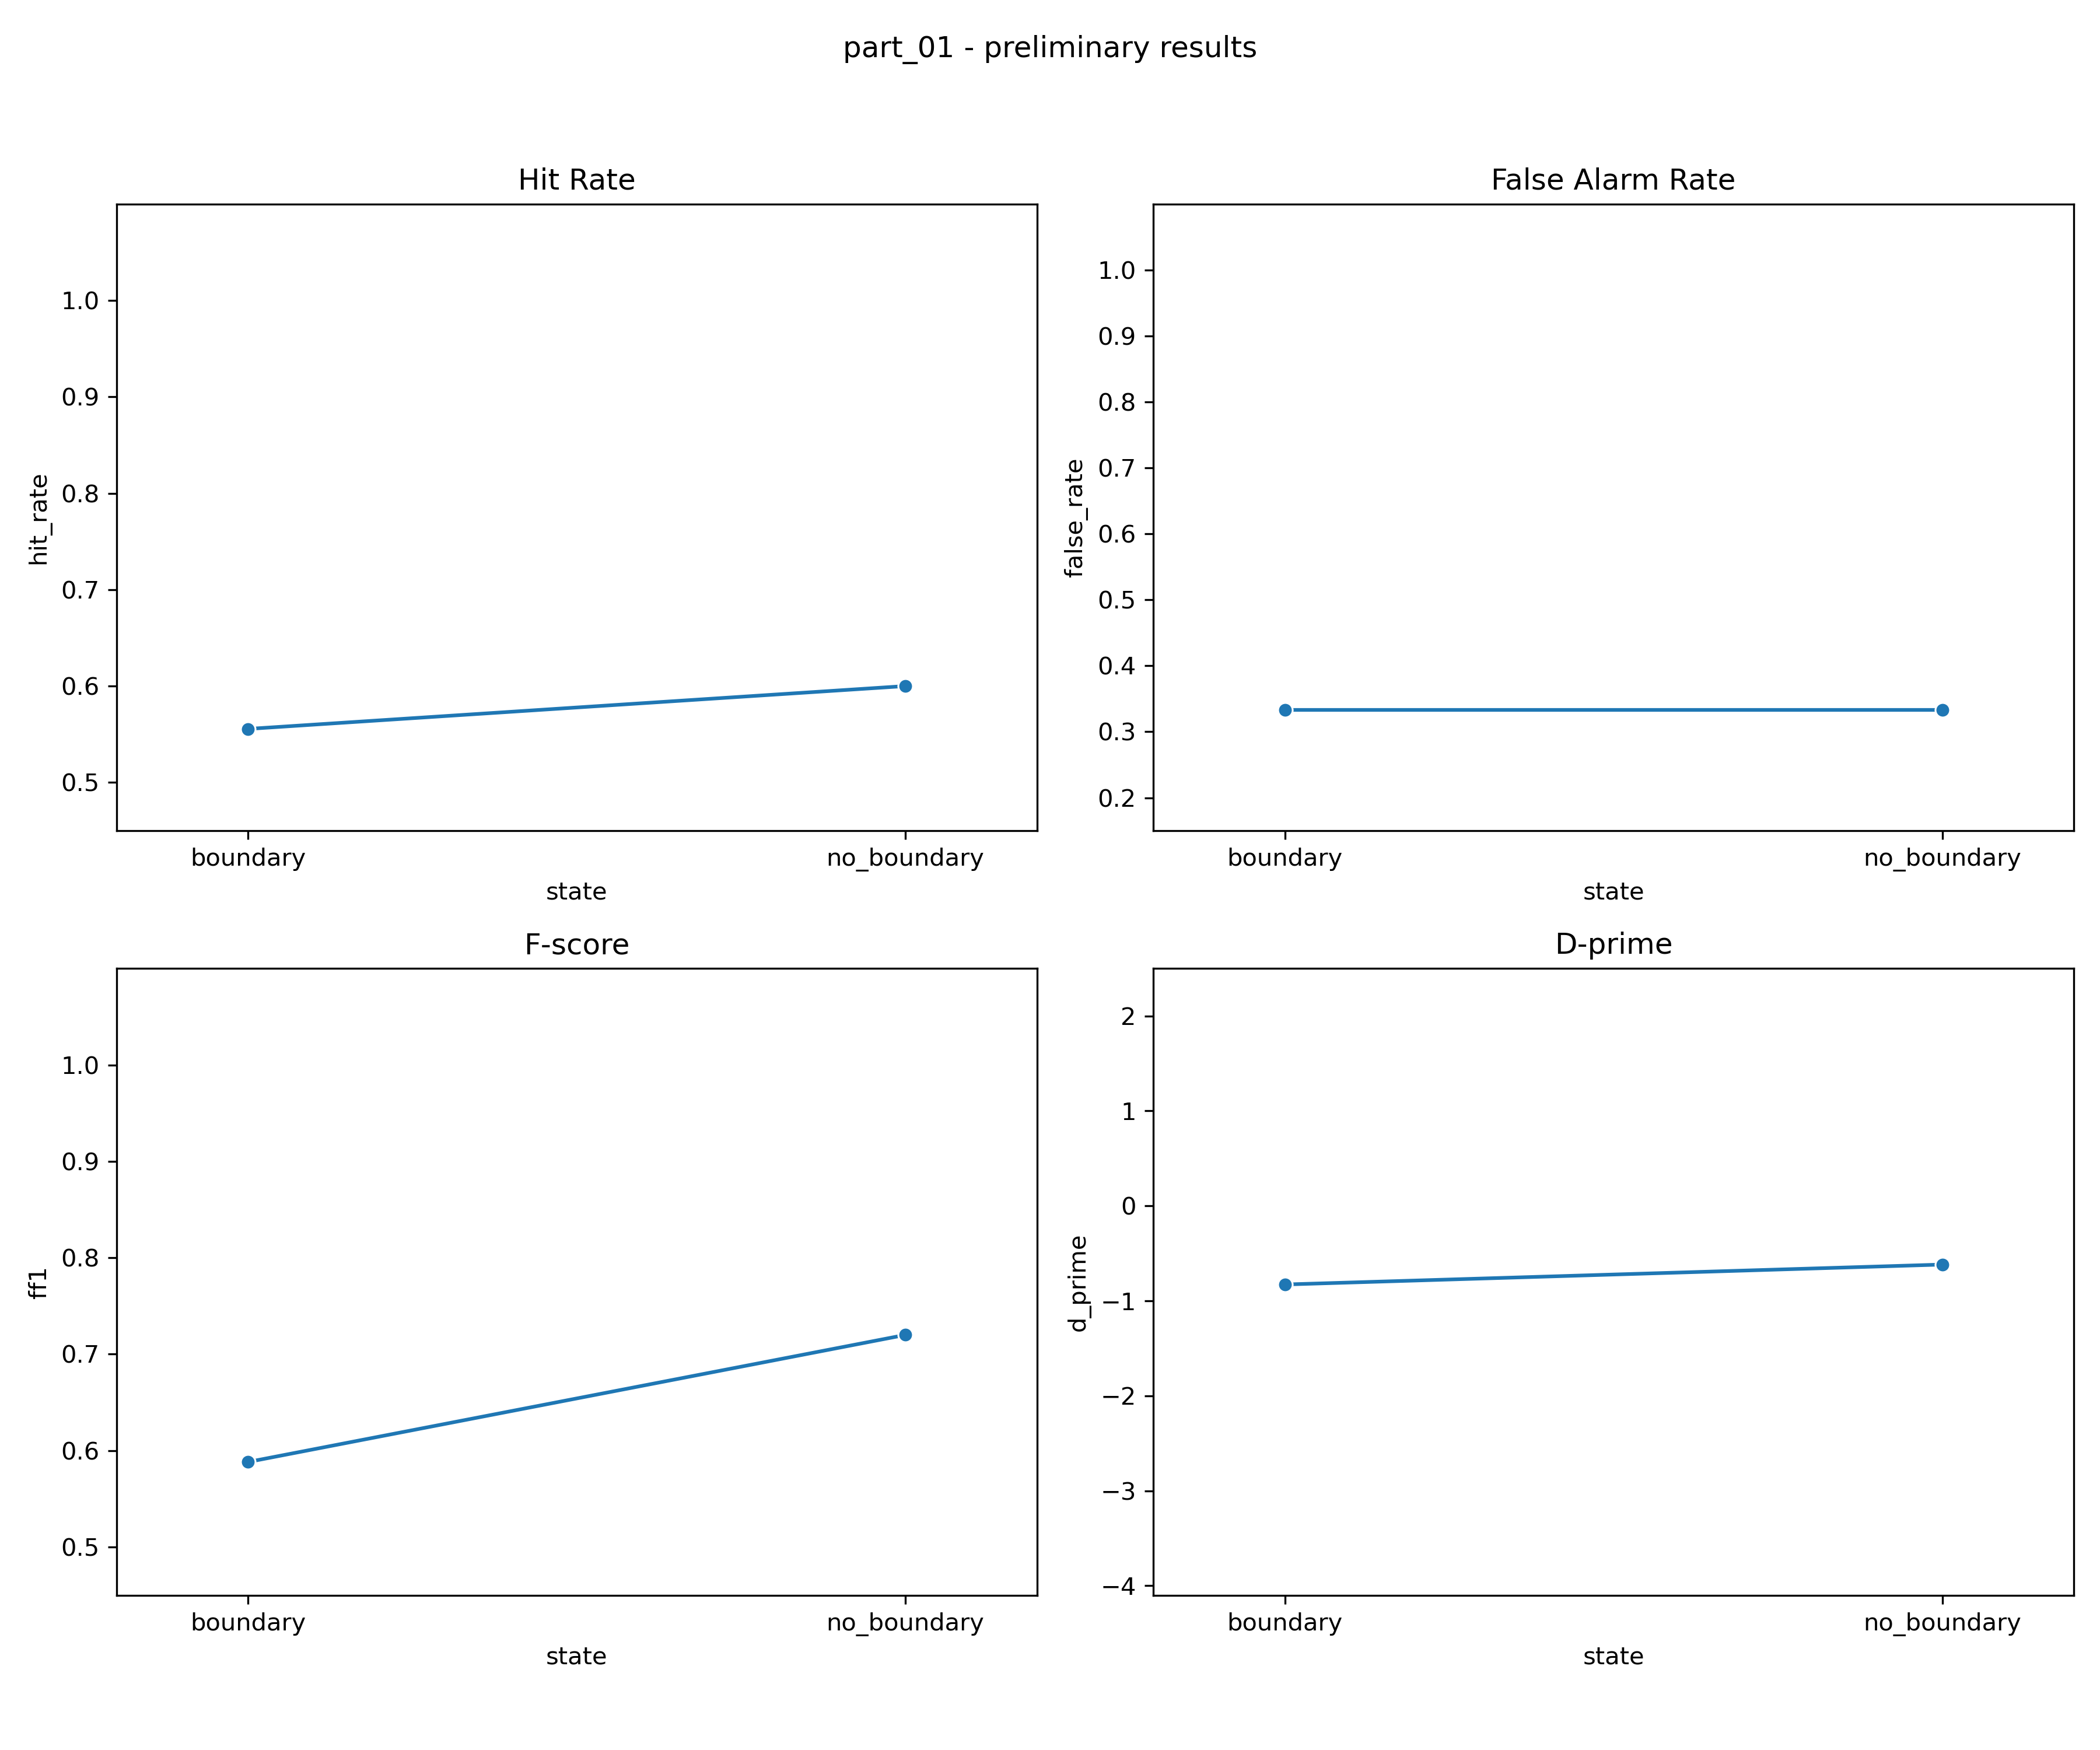 part_01 - preliminary results
Hit Rate
1.0
0.9
0.8
0.7
0.6
0.5
hit_rate
boundary
no_boundary
state
False Alarm Rate
1.0
0.9
0.8
0.7
0.6
0.5
0.4
0.3
0.2
false_rate
boundary
no_boundary
state
F-score
1.0
0.9
0.8
0.7
0.6
0.5
ff1
boundary
no_boundary
state
D-prime
2
1
0
−1
−2
−3
−4
d_prime
boundary
no_boundary
state